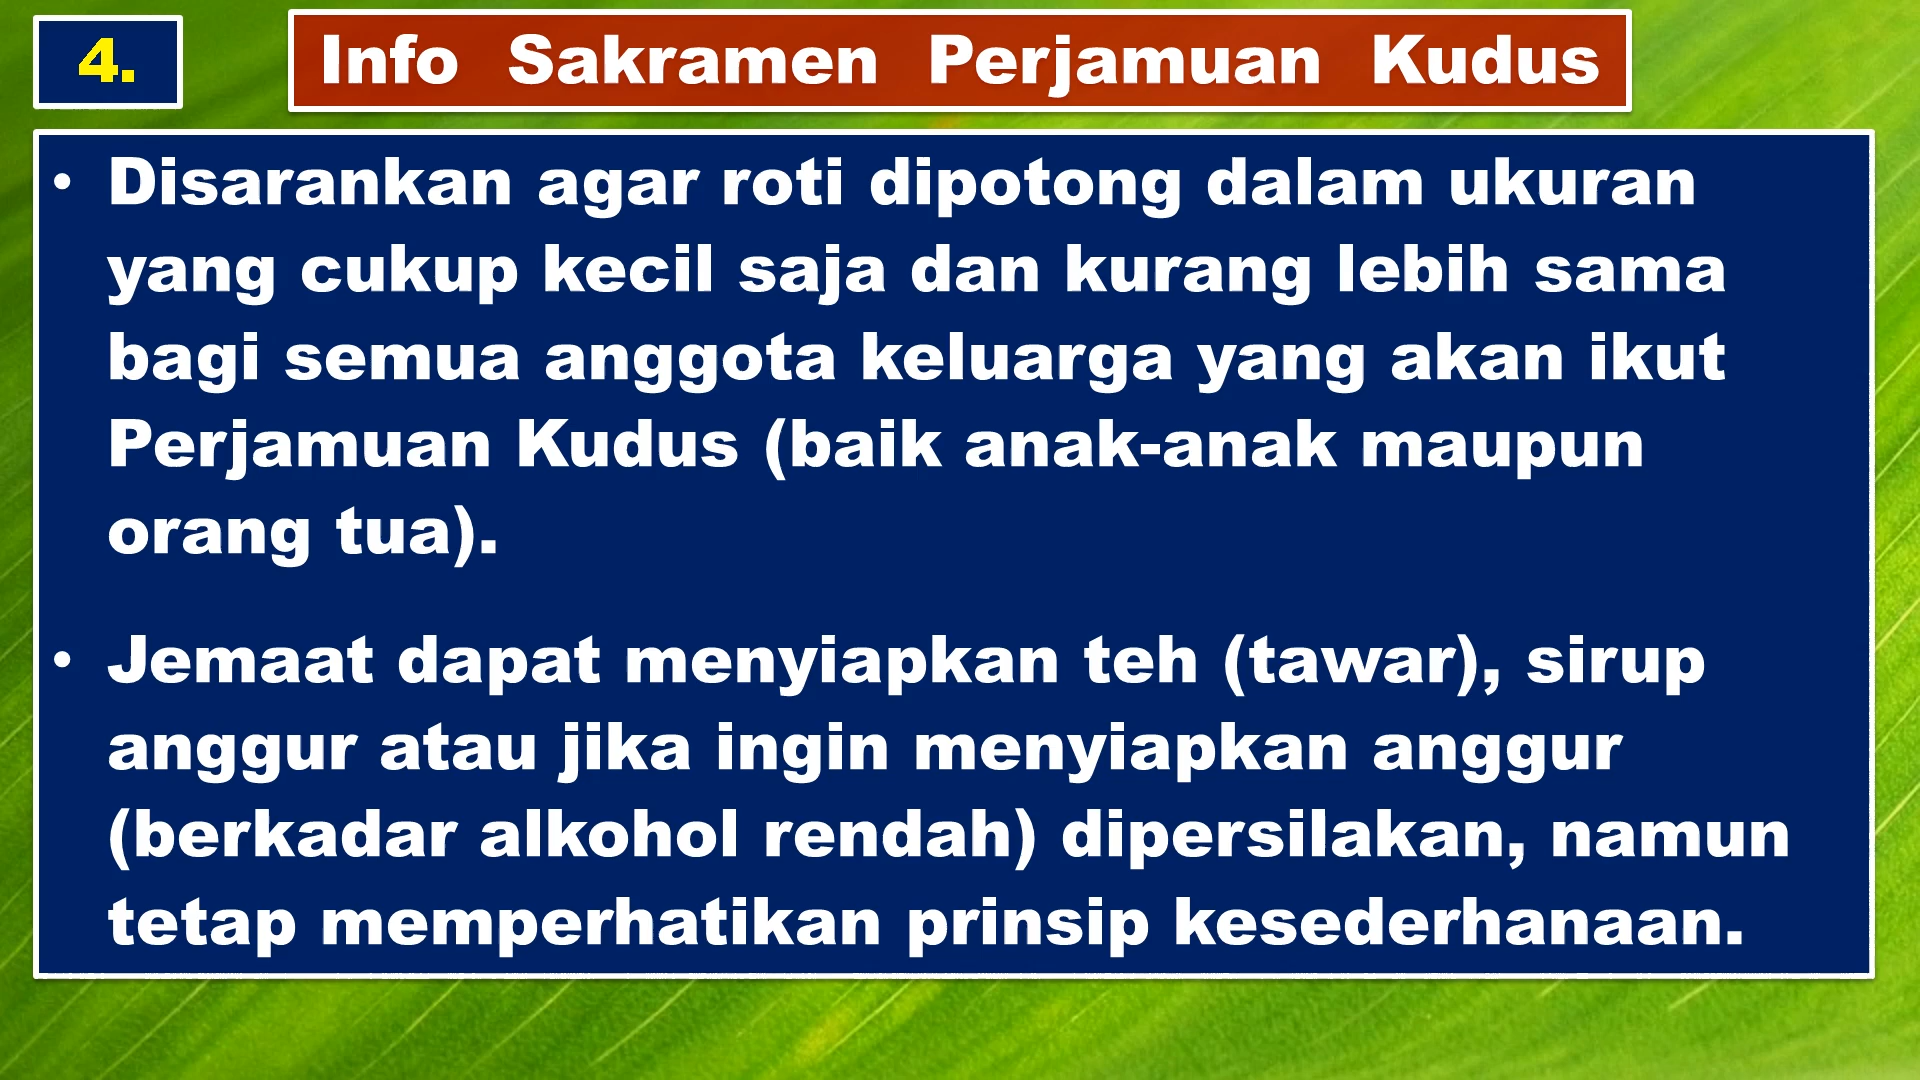 4.
Info Sakramen Perjamuan Kudus
• Disarankan agar roti dipotong dalam ukuran
yang cukup kecil saja dan kurang lebih sama
bagi semua anggota keluarga yang akan ikut
Perjamuan Kudus (baik anak-anak maupun
orang tua).
• Jemaat dapat menyiapkan teh (tawar), sirup
anggur atau jika ingin menyiapkan anggur
(berkadar alkohol rendah) dipersilakan, namun
tetap memperhatikan prinsip kesederhanaan.